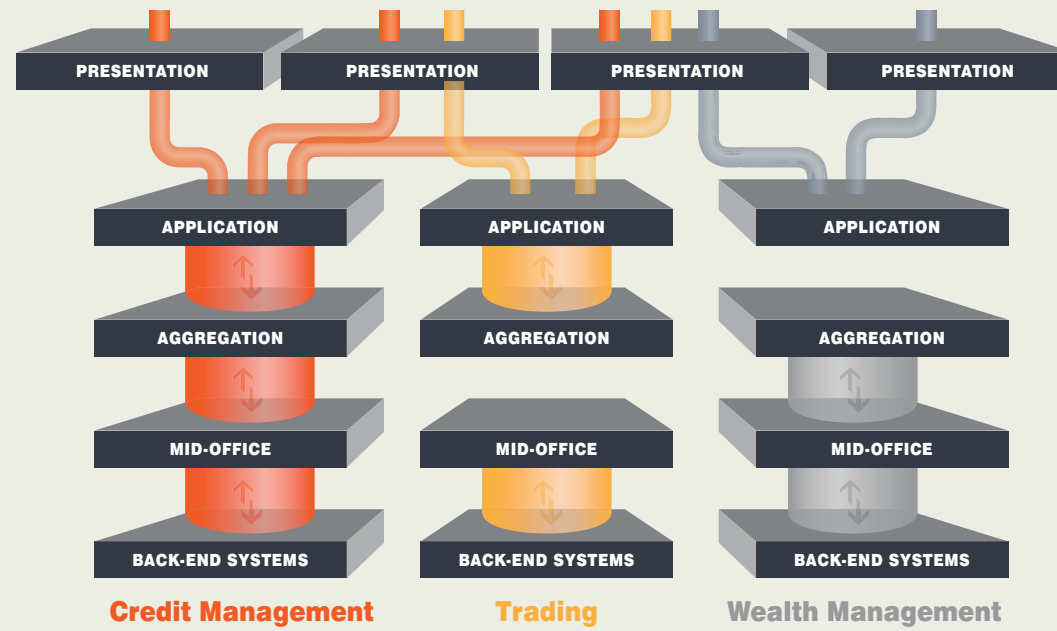 PRESENTATION
PRESENTATION
PRESENTATION
PRESENTATION
APPLICATION
APPLICATION
APPLICATION
AGGREGATION
AGGREGATION
AGGREGATION
MID-OFFICE
MID-OFFICE
MID-OFFICE
BACK-END SYSTEMS
BACK-END SYSTEMS
BACK-END SYSTEMS
Credit Management
Trading
Wealth Management